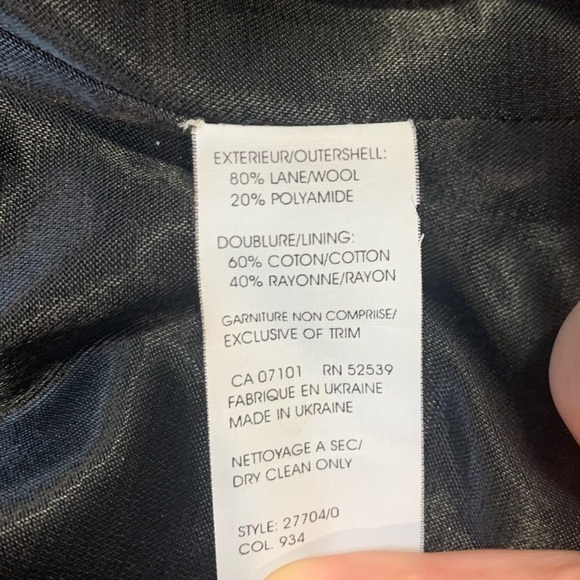 EXTERIEUR/OUTERSHELL:
80% LANE/WOOL
20% POLYAMIDE
DOUBLURE/LINING:
60% COTON/COTTON
40% RAYONNE/RAYON
GARNITURE NON COMPRIISE/
EXCLUSIVE OF TRIM
CA 07101 RN 52539
FABRIQUE EN UKRAINE
MADE IN UKRAINE
NETTOYAGE A SEC/
DRY CLEAN ONLY
STYLE: 27704/0
COL. 934